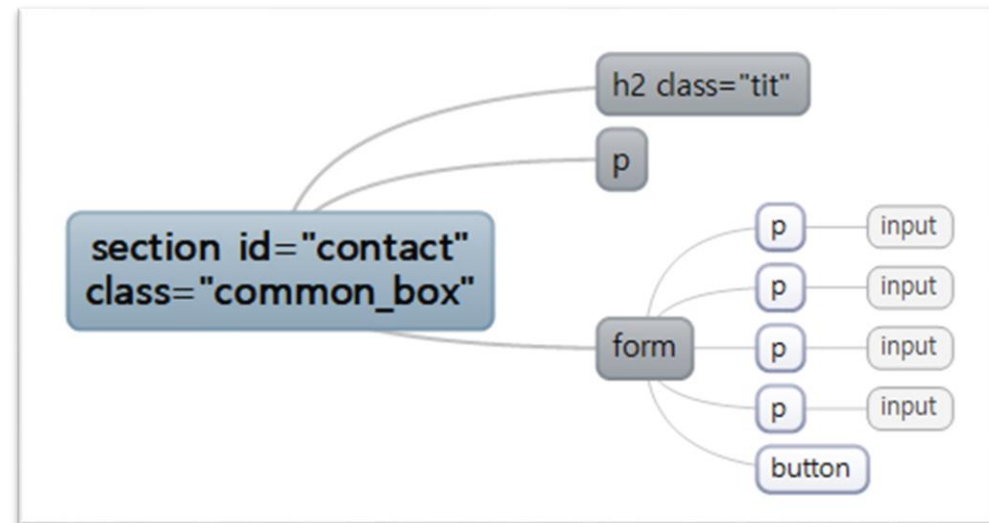 h2 class="tit"
p
section id="contact"
class="common_box"
p
input
p
input
form
p
input
p
input
button